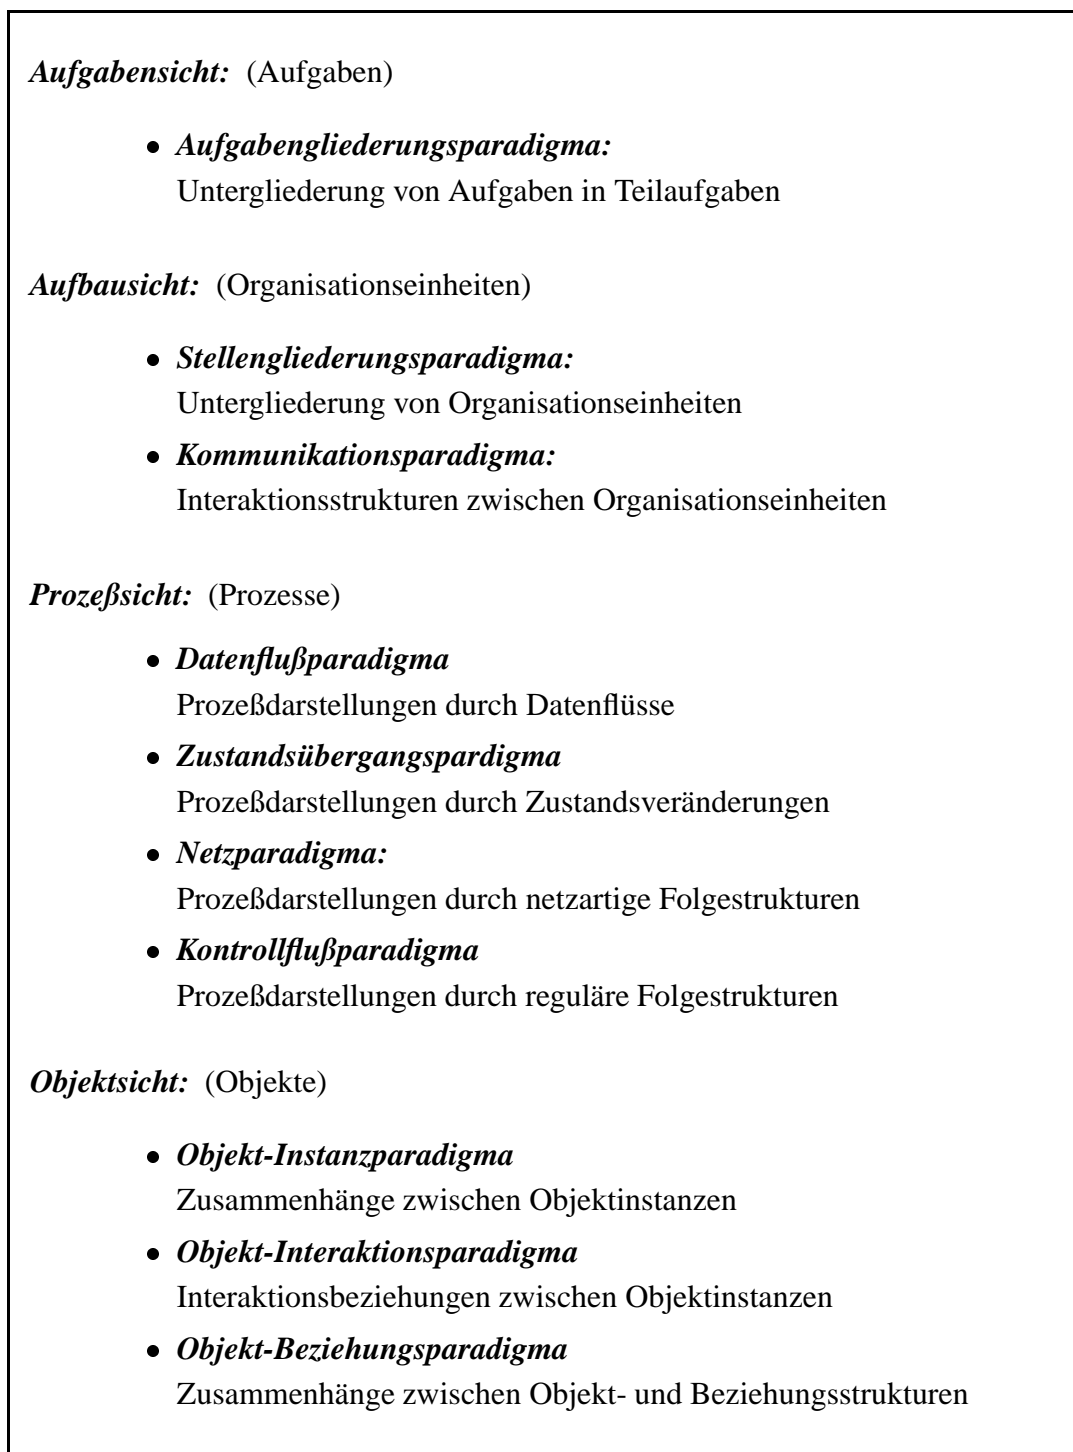 Aufgabensicht: (Aufgaben)
• Aufgabengliederungsparadigma:
Untergliederung von Aufgaben in Teilaufgaben
Aufbausicht: (Organisationseinheiten)
• Stellengliederungsparadigma:
Untergliederung von Organisationseinheiten
• Kommunikationsparadigma:
Interaktionsstrukturen zwischen Organisationseinheiten
Prozeßsicht: (Prozesse)
• Datenflußparadigma
Prozeßdarstellungen durch Datenflüsse
• Zustandsübergangspardigma
Prozeßdarstellungen durch Zustandsveränderungen
• Netzparadigma:
Prozeßdarstellungen durch netzartige Folgestrukturen
• Kontrollflußparadigma
Prozeßdarstellungen durch reguläre Folgestrukturen
Objektsicht: (Objekte)
• Objekt-Instanzparadigma
Zusammenhänge zwischen Objektinstanzen
• Objekt-Interaktionsparadigma
Interaktionsbeziehungen zwischen Objektinstanzen
• Objekt-Beziehungsparadigma
Zusammenhänge zwischen Objekt- und Beziehungsstrukturen